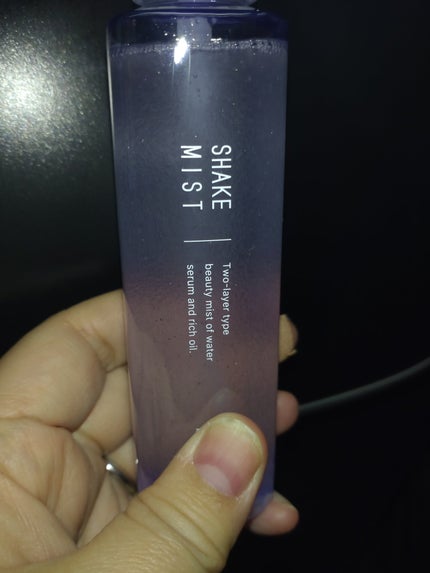 SHAKE
MIST
Two-layer type
beauty mist of water
serum and rich oil.